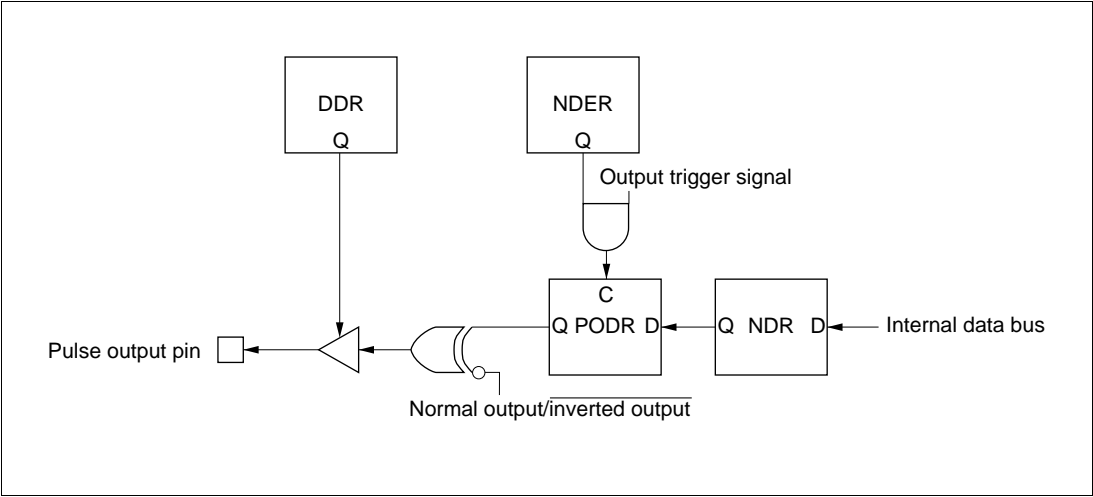 DDR
Q
NDER
Q
Output trigger signal
C
Q PODR D
Q NDR D
Internal data bus
Pulse output pin
Normal output/inverted output